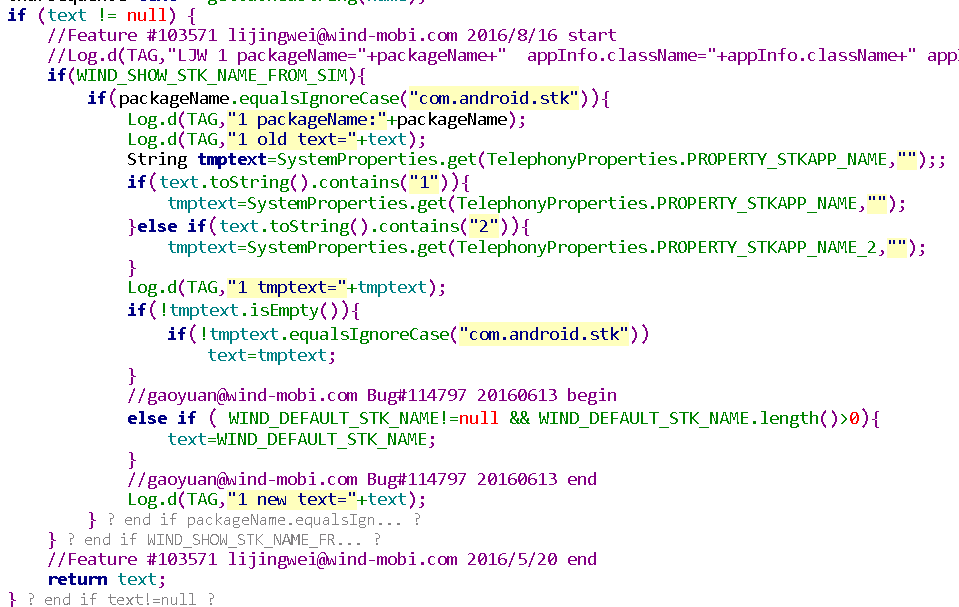 if (text != null) {
//Feature #103571 lijingwei@wind-mobi.com 2016/8/16 start
//Log.d(TAG,"LJW 1 packageName="+packageName+" appInfo.className="+appInfo.className+" appI
if(WIND_SHOW_STK_NAME_FROM_SIM){
if(packageName.equalsIgnoreCase("com.android.stk")){
Log.d(TAG,"1 packageName:"+packageName);
Log.d(TAG,"1 old text="+text);
String tmptext=SystemProperties.get(TelephonyProperties.PROPERTY_STKAPP_NAME,"");;
if(text.toString().contains("1")){
tmptext=SystemProperties.get(TelephonyProperties.PROPERTY_STKAPP_NAME,"");
}else if(text.toString().contains("2")){
tmptext=SystemProperties.get(TelephonyProperties.PROPERTY_STKAPP_NAME_2,"");
}
Log.d(TAG,"1 tmptext="+tmptext);
if(!tmptext.isEmpty()){
if(!tmptext.equalsIgnoreCase("com.android.stk"))
text=tmptext;
}
//gaoyuan@wind-mobi.com Bug#114797 20160613 begin
else if ( WIND_DEFAULT_STK_NAME!=null && WIND_DEFAULT_STK_NAME.length()>0){
text=WIND_DEFAULT_STK_NAME;
}
//gaoyuan@wind-mobi.com Bug#114797 20160613 end
Log.d(TAG,"1 new text="+text);
} ? end if packageName.equalsIgn... ?
} ? end if WIND_SHOW_STK_NAME_FR... ?
//Feature #103571 lijingwei@wind-mobi.com 2016/5/20 end
return text;
} ? end if text!=null ?